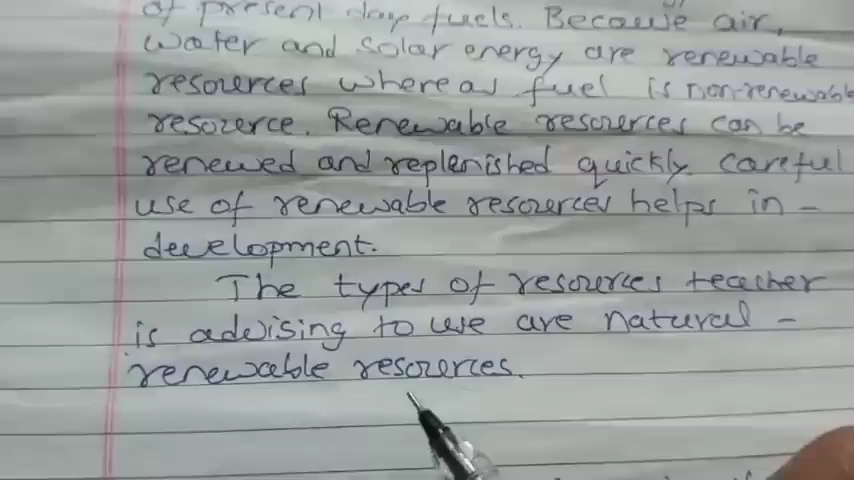 of present day fuels. Because air,
water and solar energy are renewable
resources whereas fuel is non-renewable
resource. Renewable resources can be
renewed and replenished quickly. Careful
use of renewable resources helps in -
development.
The types of resources teacher
is advising to use are natural -
renewable resources.